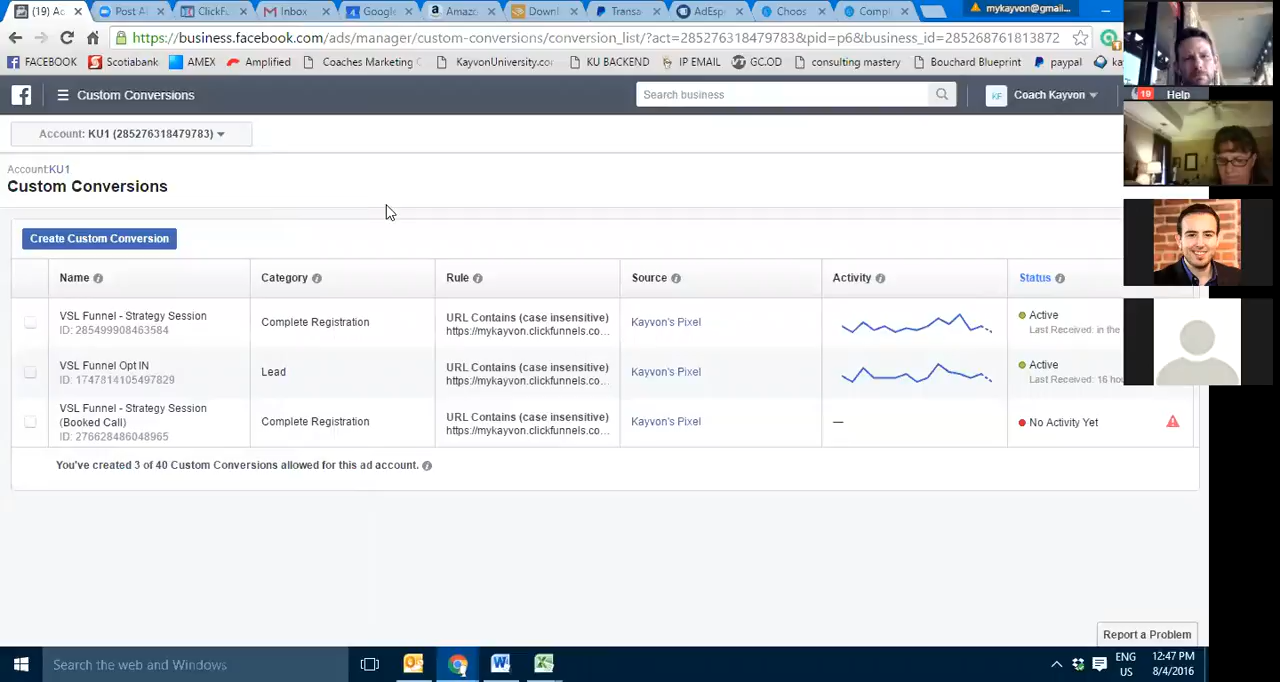 (19) Ac
Post Al
ClickF
Inbox
Google
Amazo
Downl
Transa
AdEsp
Choos
Comple
mykayvon@gmail...
https://business.facebook.com/ads/manager/custom-conversions/conversion_list/?act=285276318479783&pid=p6&business_id=285268761813872
FACEBOOK
Scotiabank
AMEX
Amplified
Coaches Marketing
KayvonUniversity.co
KU BACKEND
IP EMAIL
GC.OD
consulting mastery
Bouchard Blueprint
paypal
Custom Conversions
Search business
Coach Kayvon
19
Help
Account: KU1 (285276318479783)
Account:KU1
Custom Conversions
Create Custom Conversion
Name
Category
Rule
Source
Activity
Status
VSL Funnel - Strategy Session
ID: 285499908463584
Complete Registration
URL Contains (case insensitive)
https://mykayvon.clickfunnels.co...
Kayvon's Pixel
Active
Last Received: in the
VSL Funnel Opt IN
ID: 1747814105497829
Lead
URL Contains (case insensitive)
https://mykayvon.clickfunnels.co...
Kayvon's Pixel
Active
Last Received: 16 hou
VSL Funnel - Strategy Session
(Booked Call)
ID: 276628486048965
Complete Registration
URL Contains (case insensitive)
https://mykayvon.clickfunnels.co...
Kayvon's Pixel
—
No Activity Yet
You've created 3 of 40 Custom Conversions allowed for this ad account.
Report a Problem
Search the web and Windows
ENG
US
12:47 PM
8/4/2016